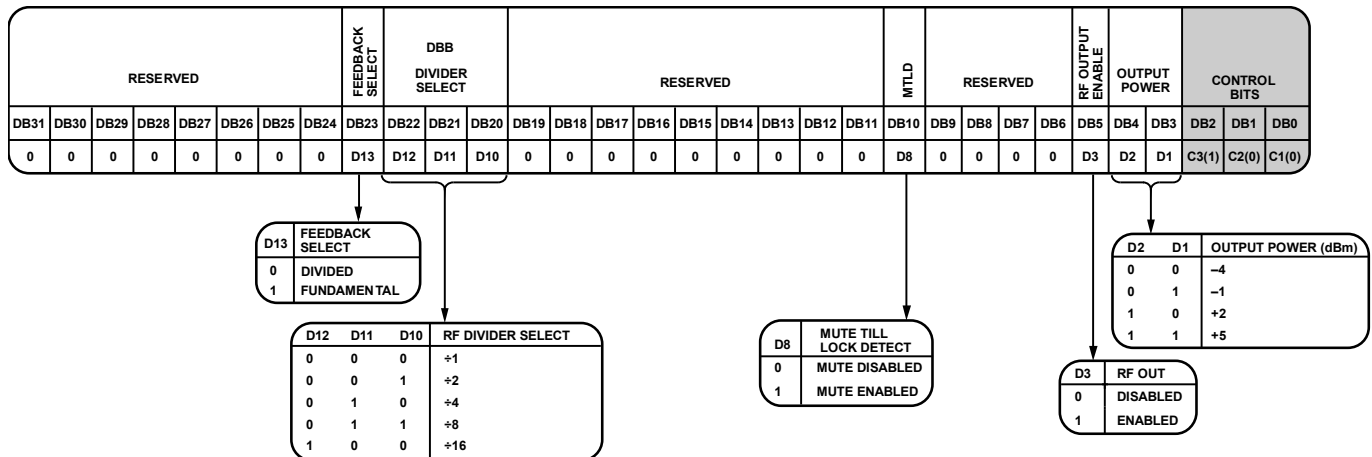 RESERVED
FEEDBACK
SELECT
DBB
DIVIDER
SELECT
RESERVED
MTLD
RESERVED
RF OUTPUT
ENABLE
OUTPUT
POWER
CONTROL
BITS
DB31 DB30 DB29 DB28 DB27 DB26 DB25 DB24 DB23 DB22 DB21 DB20 DB19 DB18 DB17 DB16 DB15 DB14 DB13 DB12 DB11 DB10 DB9 DB8 DB7 DB6 DB5 DB4 DB3 DB2 DB1 DB0
0 0 0 0 0 0 0 0 D13 D12 D11 D10 0 0 0 0 0 0 0 0 0 D8 0 0 0 0 D3 D2 D1 C3(1) C2(0) C1(0)
D13 FEEDBACK
SELECT
0 DIVIDED
1 FUNDAMENTAL
D12 D11 D10 RF DIVIDER SELECT
0 0 0 ÷1
0 0 1 ÷2
0 1 0 ÷4
0 1 1 ÷8
1 0 0 ÷16
D8 MUTE TILL
LOCK DETECT
0 MUTE DISABLED
1 MUTE ENABLED
D3 RF OUT
0 DISABLED
1 ENABLED
D2 D1 OUTPUT POWER (dBm)
0 0 –4
0 1 –1
1 0 +2
1 1 +5